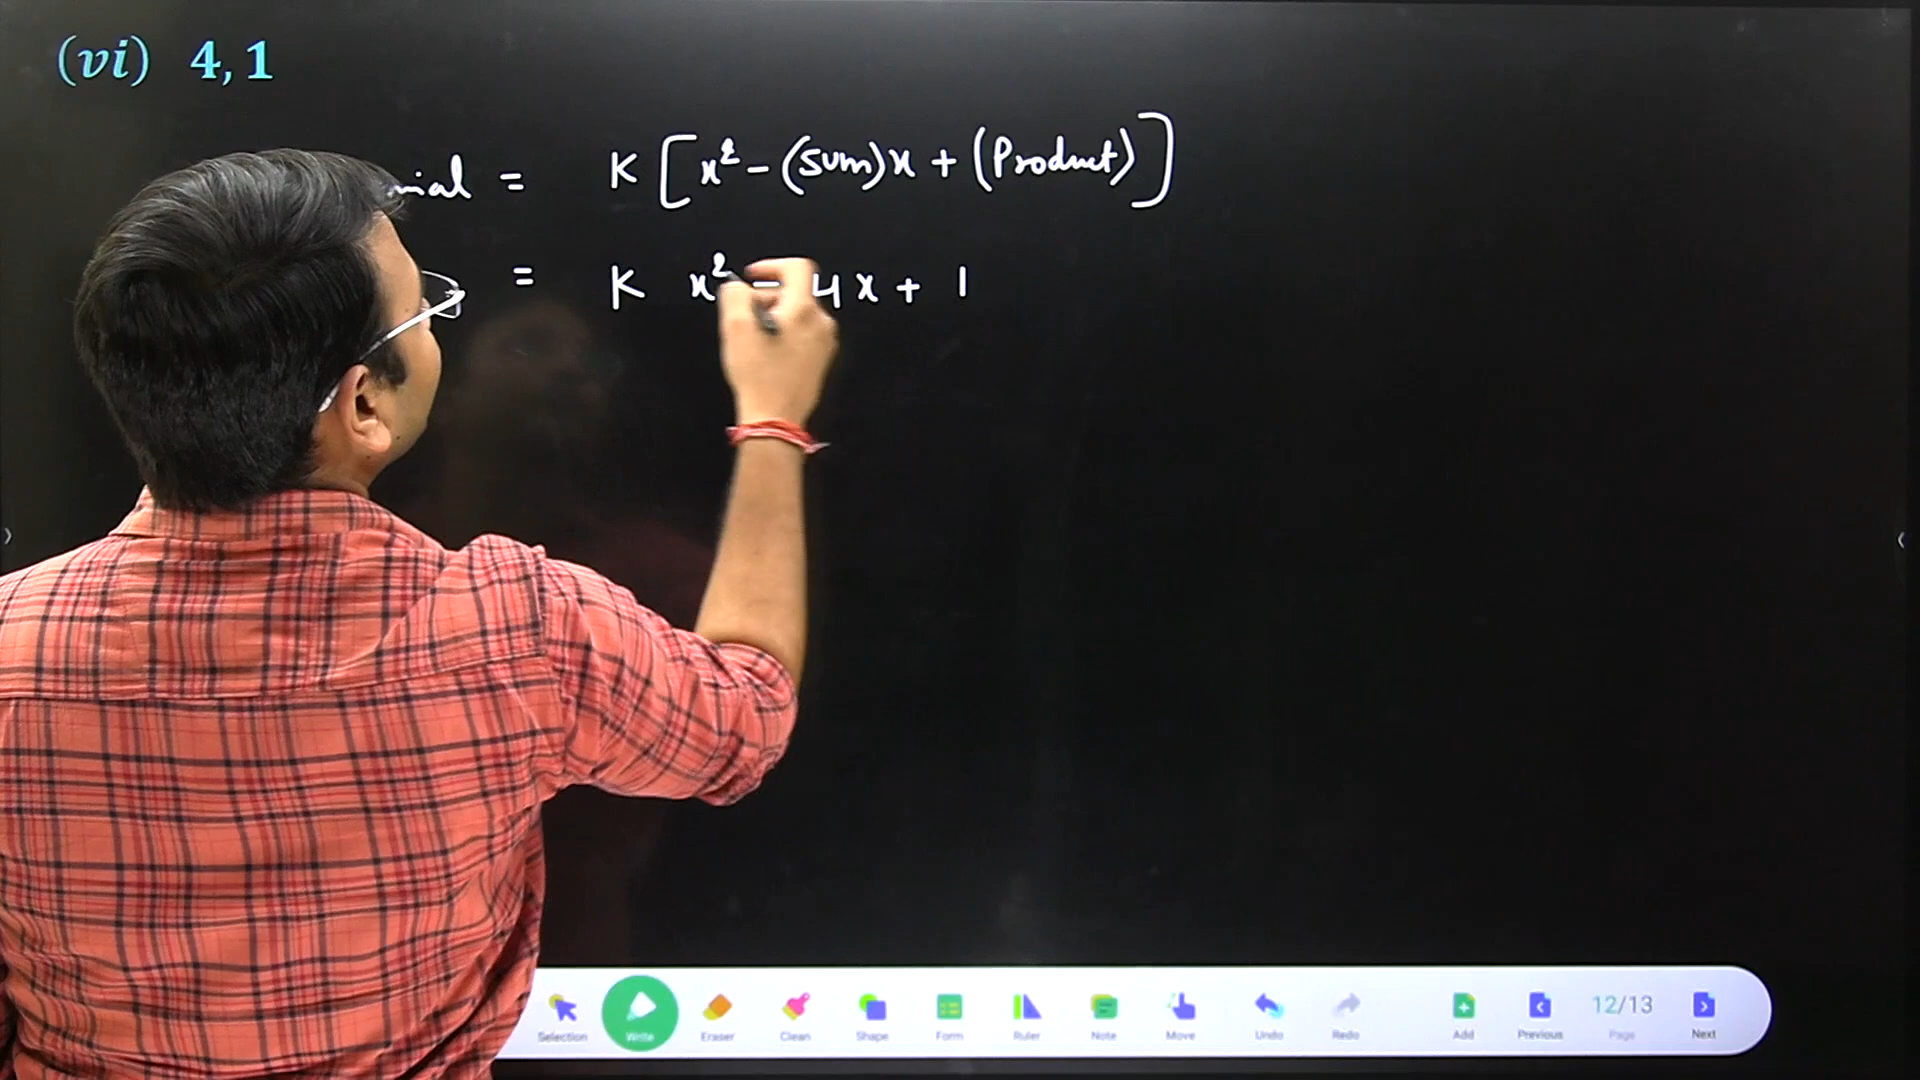 (vi) 4, 1
nial = K [ x² - (Sum)x + (Product) ]
= K x² - 4x + 1
Selection Write Eraser Clean Shape Form Ruler Note Move Undo Redo Add Previous 12/13 Page Next